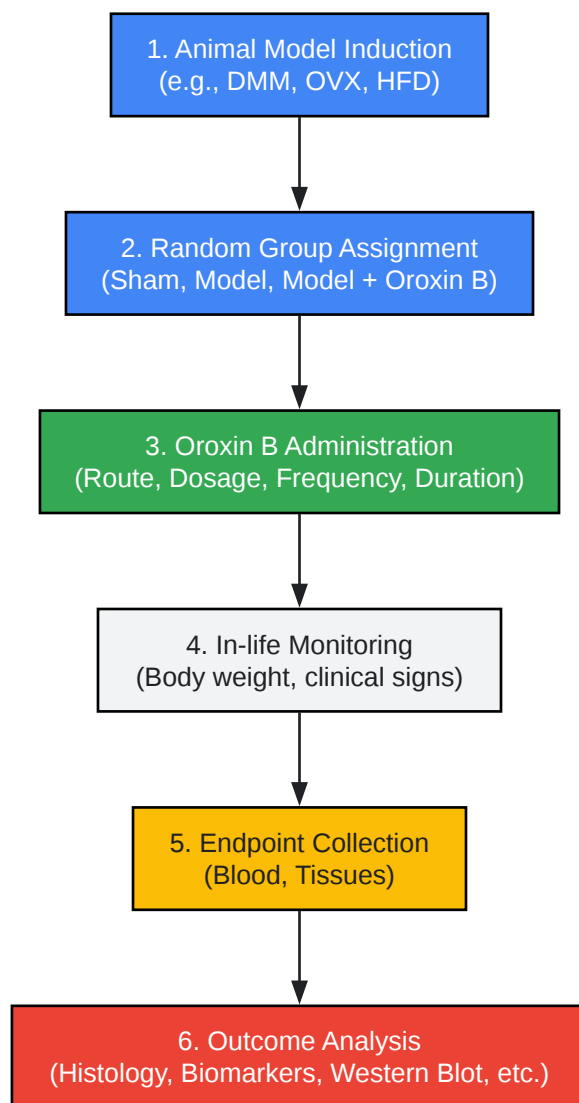 1. Animal Model Induction
(e.g., DMM, OVX, HFD)
2. Random Group Assignment
(Sham, Model, Model + Oroxin B)
3. Oroxin B Administration
(Route, Dosage, Frequency, Duration)
4. In-life Monitoring
(Body weight, clinical signs)
5. Endpoint Collection
(Blood, Tissues)
6. Outcome Analysis
(Histology, Biomarkers, Western Blot, etc.)